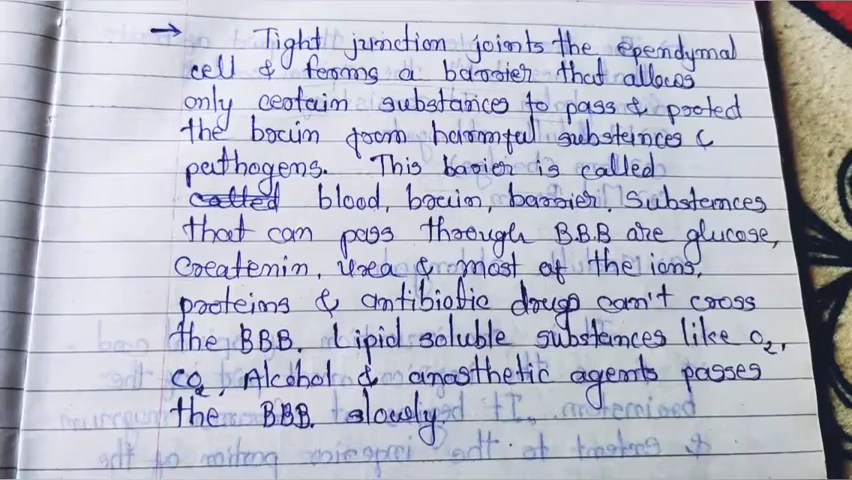 → Tight junction joints the ependymal
cell & forms a barrier that allows
only certain substances to pass & protect
the brain from harmful substances &
pathogens. This barier is called
called blood, brain, barrier. Substances
that can pass through B.B.B are glucose,
Createnin, urea & most of the ions.
proteins & antibiotic drugs can't cross
the BBB. Lipid soluble substances like O₂,
CO₂, Alcohol & anasthetic agents passes
the BBB. slowly.